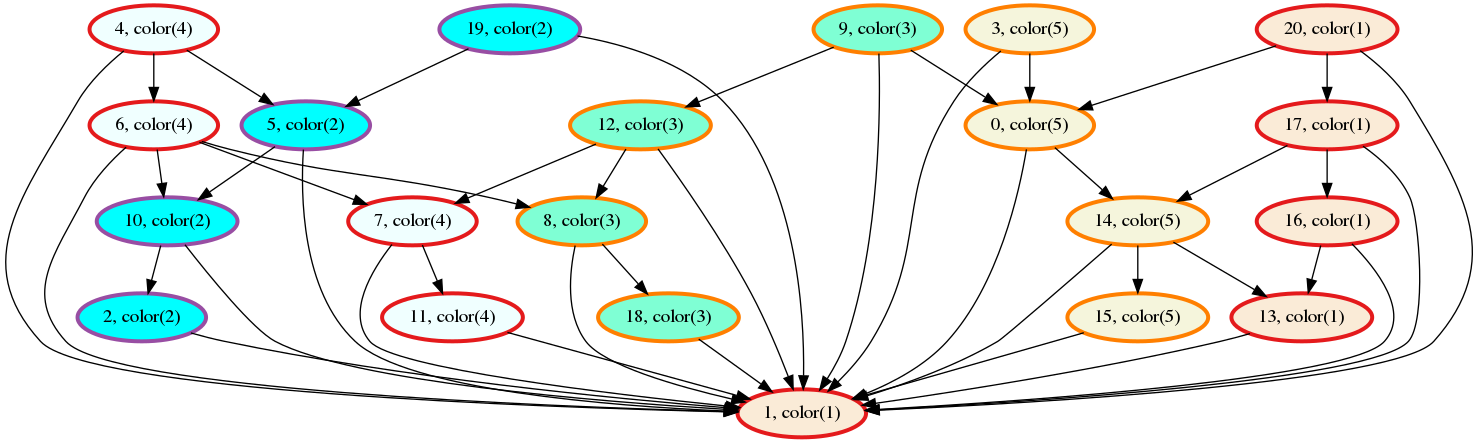 4, color(4)
19, color(2)
9, color(3)
3, color(5)
20, color(1)
6, color(4)
5, color(2)
12, color(3)
0, color(5)
17, color(1)
10, color(2)
7, color(4)
8, color(3)
14, color(5)
16, color(1)
2, color(2)
11, color(4)
18, color(3)
15, color(5)
13, color(1)
1, color(1)